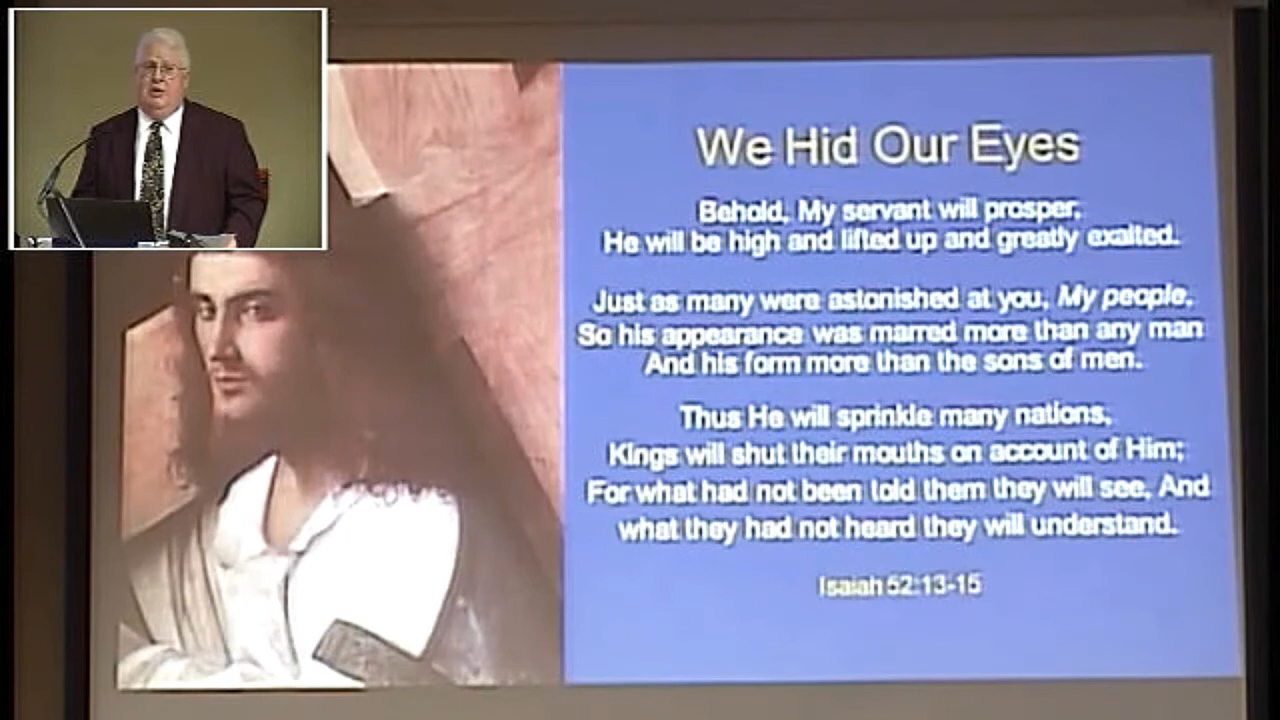 We Hid Our Eyes
Behold, My servant will prosper,
He will be high and lifted up and greatly exalted.
Just as many were astonished at you, My people,
So his appearance was marred more than any man
And his form more than the sons of men.
Thus He will sprinkle many nations,
Kings will shut their mouths on account of Him;
For what had not been told them they will see, And
what they had not heard they will understand.
Isaiah 52:13-15